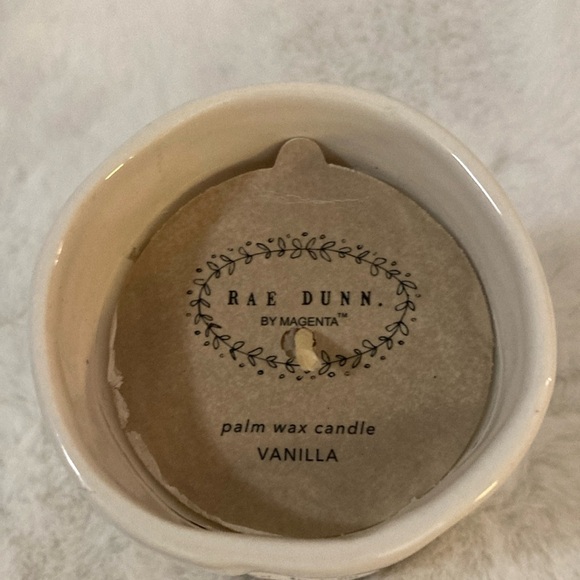 RAE DUNN.
BY MAGENTA™
palm wax candle
VANILLA